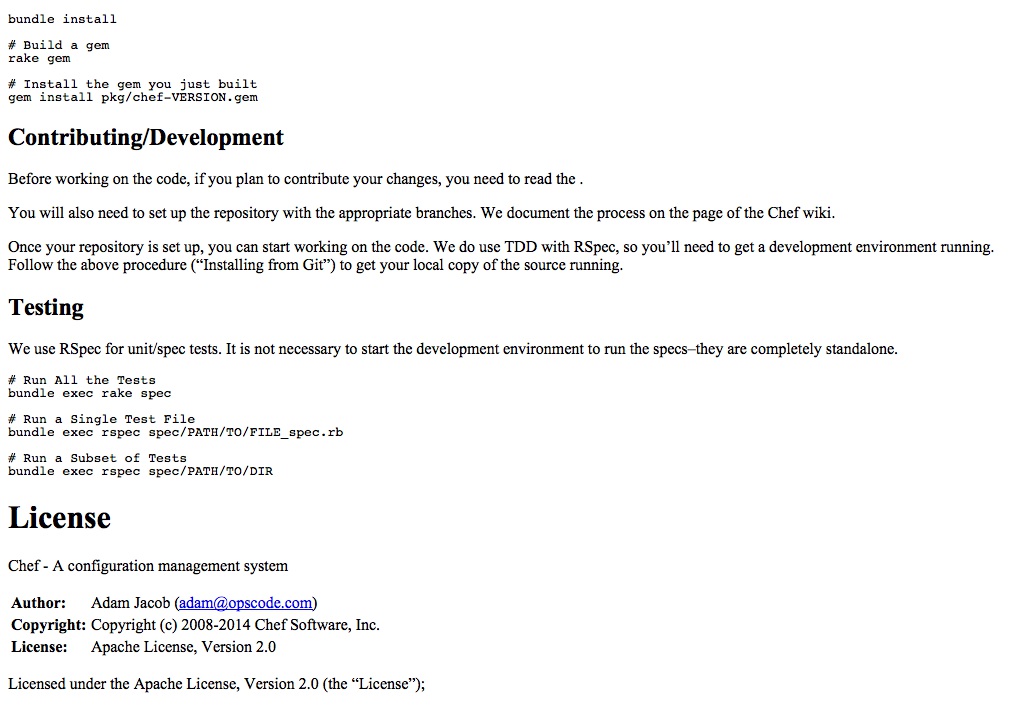 bundle install
# Build a gem
rake gem
# Install the gem you just built
gem install pkg/chef-VERSION.gem
Contributing/Development
Before working on the code, if you plan to contribute your changes, you need to read the .
You will also need to set up the repository with the appropriate branches. We document the process on the page of the Chef wiki.
Once your repository is set up, you can start working on the code. We do use TDD with RSpec, so you’ll need to get a development environment running.
Follow the above procedure (“Installing from Git”) to get your local copy of the source running.
Testing
We use RSpec for unit/spec tests. It is not necessary to start the development environment to run the specs–they are completely standalone.
# Run All the Tests
bundle exec rake spec
# Run a Single Test File
bundle exec rspec spec/PATH/TO/FILE_spec.rb
# Run a Subset of Tests
bundle exec rspec spec/PATH/TO/DIR
License
Chef - A configuration management system
Author: Adam Jacob (adam@opscode.com)
Copyright: Copyright (c) 2008-2014 Chef Software, Inc.
License: Apache License, Version 2.0
Licensed under the Apache License, Version 2.0 (the “License”);